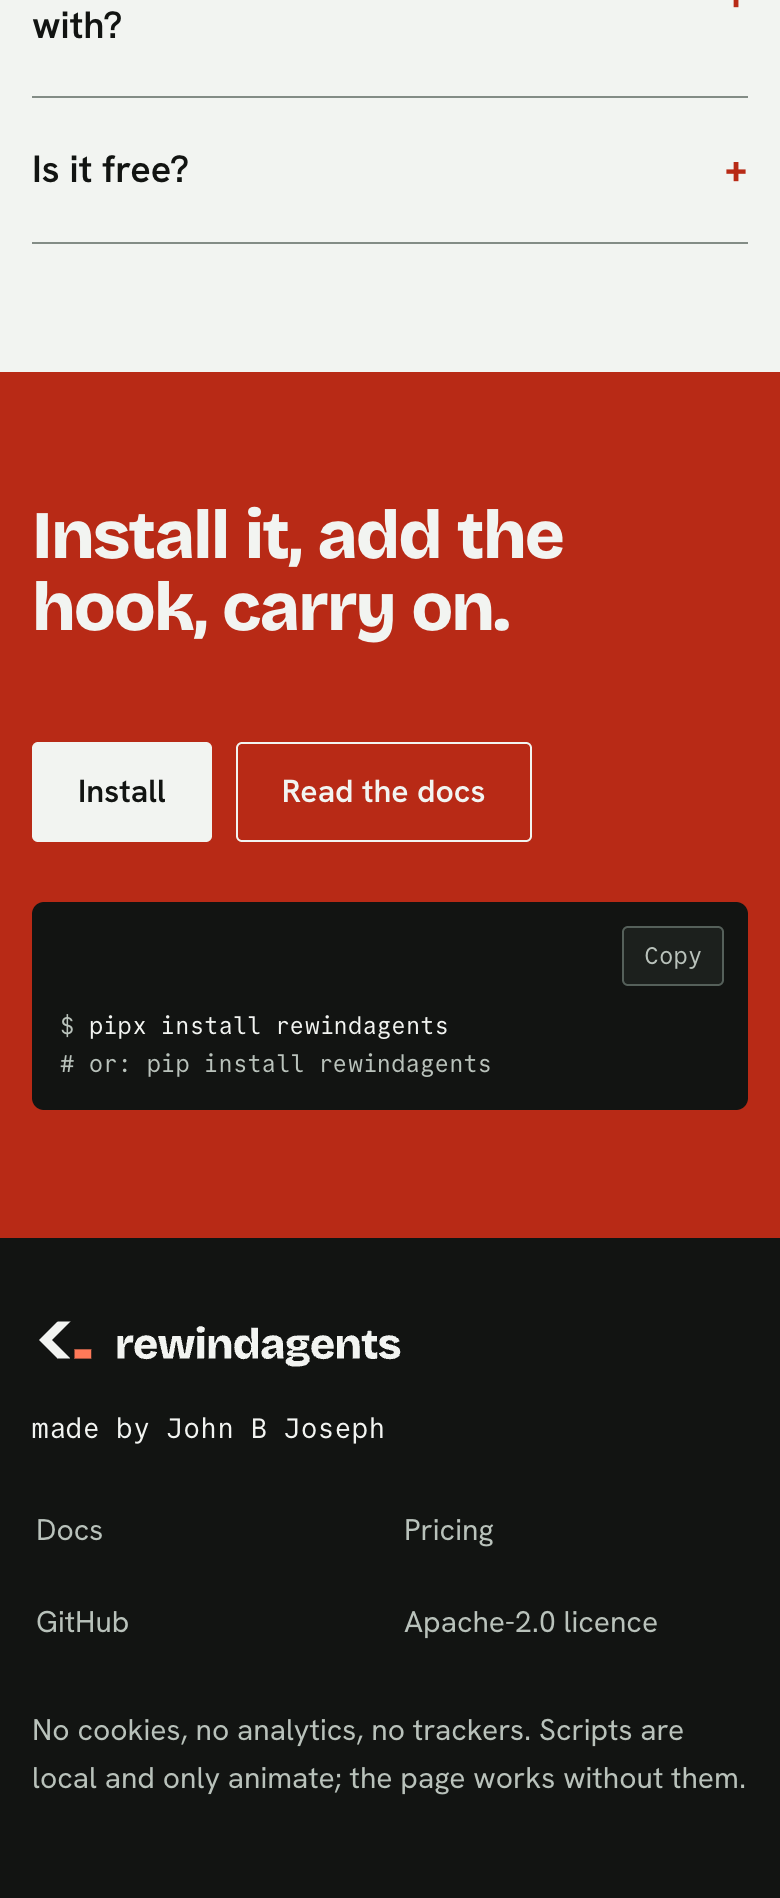 with?
Is it free?
+
Install it, add the
hook, carry on.
Install
Read the docs
Copy
$ pipx install rewindagents
# or: pip install rewindagents
rewindagents
made by John B Joseph
Docs
Pricing
GitHub
Apache-2.0 licence
No cookies, no analytics, no trackers. Scripts are
local and only animate; the page works without them.